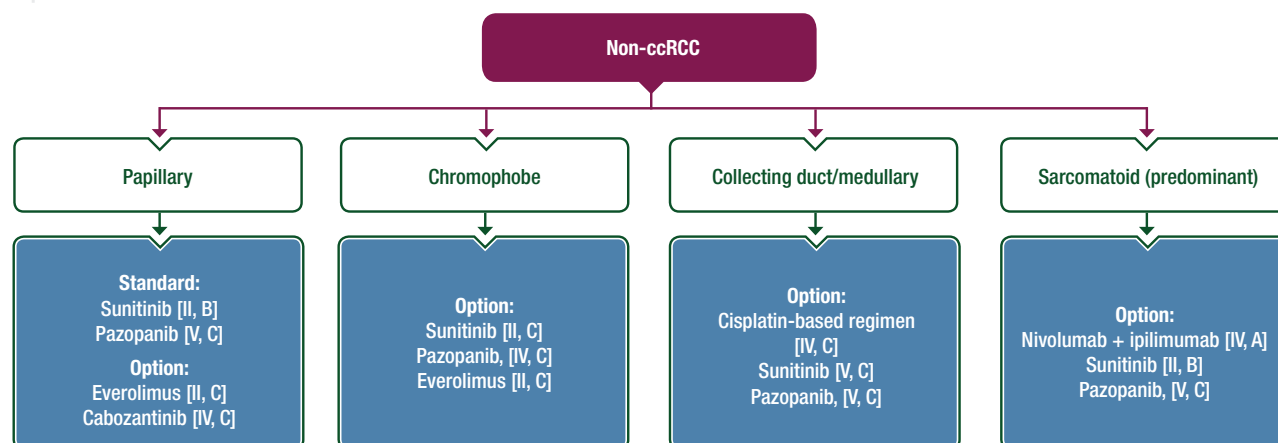 Non-ccRCC
Papillary
Chromophobe
Collecting duct/medullary
Sarcomatoid (predominant)
Standard:
Sunitinib [II, B]
Pazopanib [V, C]
Option:
Everolimus [II, C]
Cabozantinib [IV, C]
Option:
Sunitinib [II, C]
Pazopanib, [IV, C]
Everolimus [II, C]
Option:
Cisplatin-based regimen
[IV, C]
Sunitinib [V, C]
Pazopanib, [V, C]
Option:
Nivolumab + ipilimumab [IV, A]
Sunitinib [II, B]
Pazopanib, [V, C]